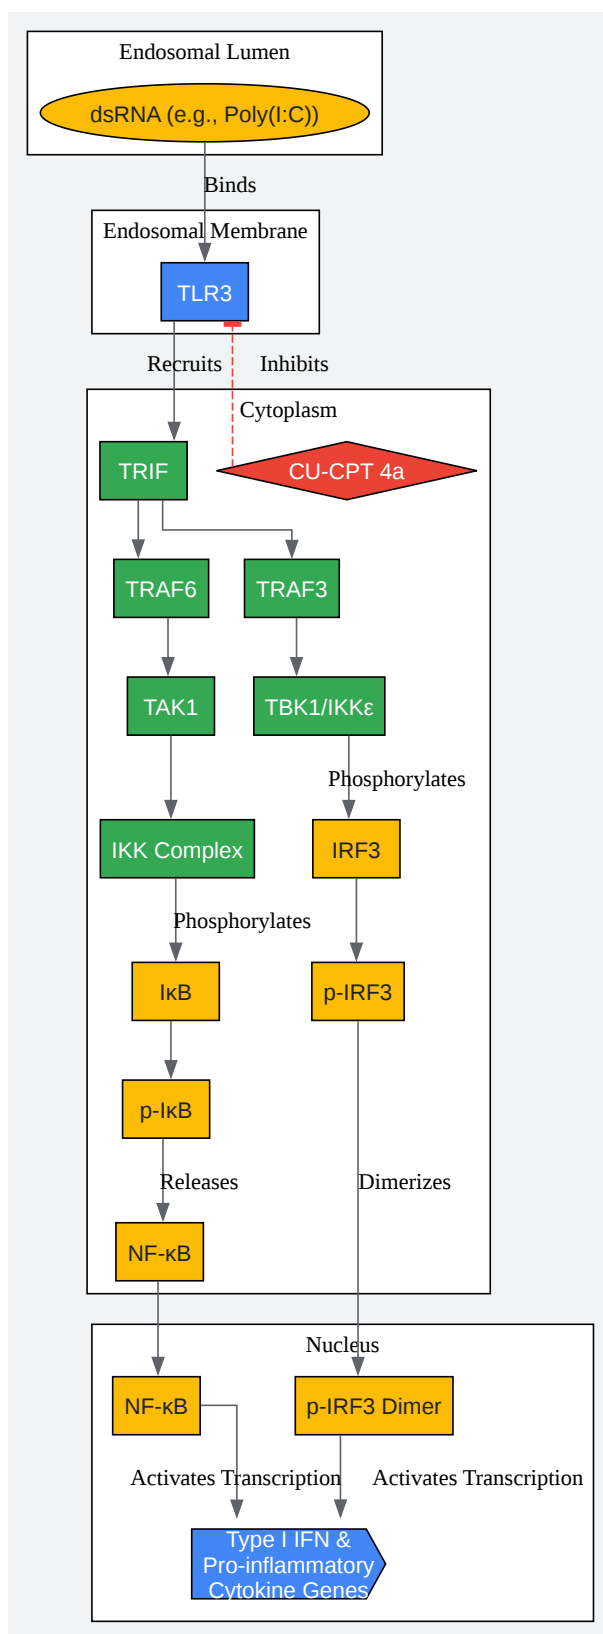 Endosomal Lumen
dsRNA (e.g., Poly(I:C))
Binds
Endosomal Membrane
TLR3
Recruits
Inhibits
Cytoplasm
TRIF
CU-CPT 4a
TRAF6
TRAF3
TAK1
TBK1/IKKε
Phosphorylates
IKK Complex
IRF3
Phosphorylates
IκB
p-IRF3
p-IκB
Releases
Dimerizes
NF-κB
Nucleus
NF-κB
p-IRF3 Dimer
Activates Transcription
Activates Transcription
Type I IFN &
Pro-inflammatory
Cytokine Genes